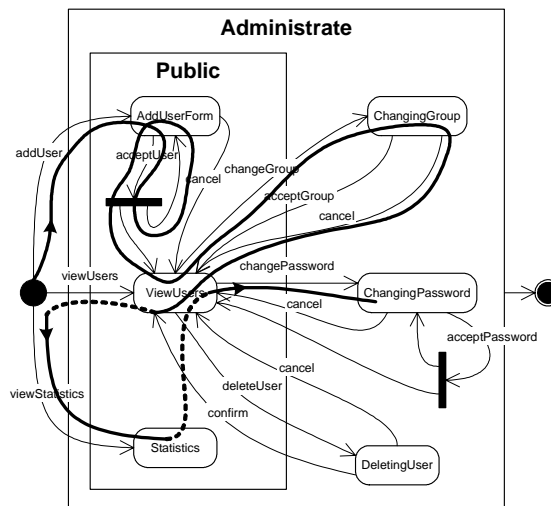 Administrate
Public
AddUserForm
ChangingGroup
addUser
acceptUser
cancel
changeGroup
acceptGroup
cancel
viewUsers
changePassword
ViewUsers
ChangingPassword
cancel
acceptPassword
cancel
viewStatistics
deleteUser
confirm
Statistics
DeletingUser